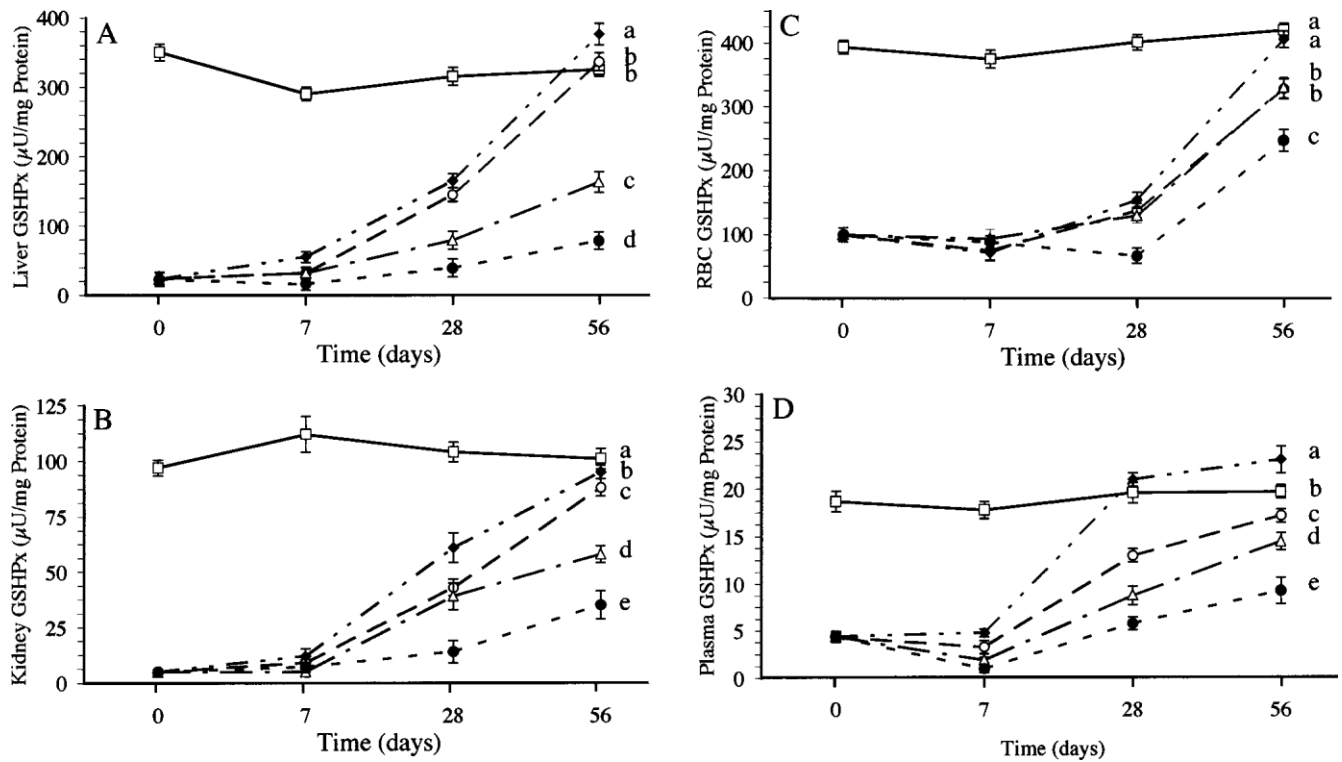 A
Liver GSHPx (μU/mg Protein)
400
300
200
100
0
0 7 28 56
Time (days)
a
b
b
c
d
C
RBC GSHPx (μU/mg Protein)
400
300
200
100
0
0 7 28 56
Time (days)
a
a
b
b
c
B
Kidney GSHPx (μU/mg Protein)
125
100
75
50
25
0
0 7 28 56
Time (days)
a
b
c
d
e
D
Plasma GSHPx (μU/mg Protein)
30
25
20
15
10
5
0
0 7 28 56
Time (days)
a
b
c
d
e